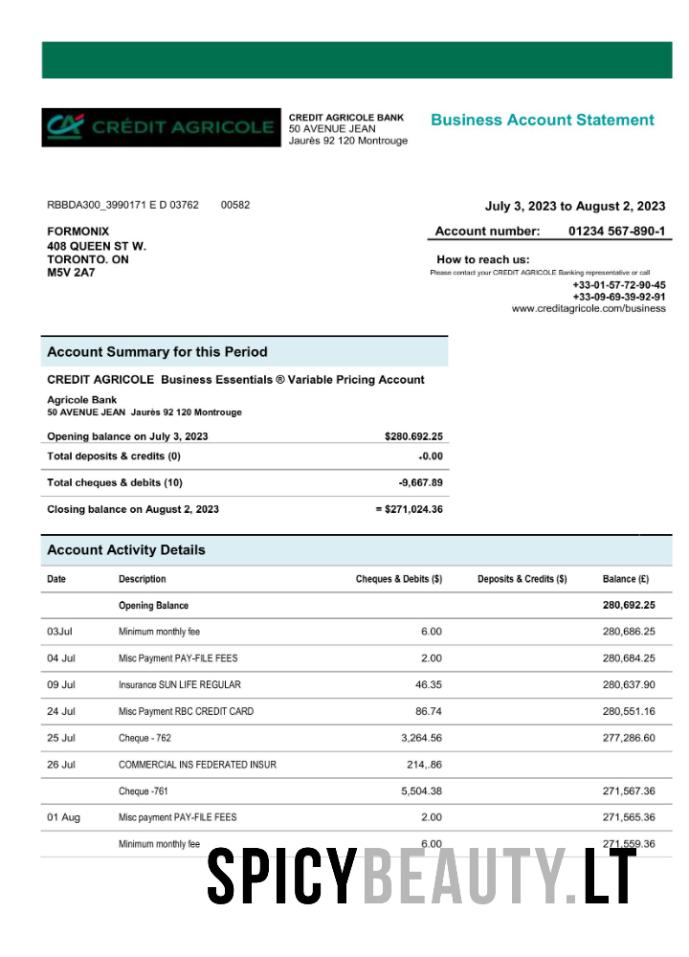 CRÉDIT AGRICOLE
CREDIT AGRICOLE BANK
50 AVENUE JEAN
Jaurès 92 120 Montrouge
Business Account Statement
RBBDA300_3990171 E D 03762 00582
FORMONIX
408 QUEEN ST W.
TORONTO. ON
M5V 2A7
July 3, 2023 to August 2, 2023
Account number: 01234 567-890-1
How to reach us:
Please contact your CREDIT AGRICOLE Banking representative or call
+33-01-57-72-90-45
+33-09-69-39-92-91
www.creditagricole.com/business
Account Summary for this Period
CREDIT AGRICOLE Business Essentials ® Variable Pricing Account
Agricole Bank
50 AVENUE JEAN Jaurès 92 120 Montrouge
Opening balance on July 3, 2023 $280.692.25
Total deposits & credits (0) .0.00
Total cheques & debits (10) -9,667.89
Closing balance on August 2, 2023 = $271,024.36
Account Activity Details
Date Description Cheques & Debits ($) Deposits & Credits ($) Balance (£)
Opening Balance 280,692.25
03Jul Minimum monthly fee 6.00 280,686.25
04 Jul Misc Payment PAY-FILE FEES 2.00 280,684.25
09 Jul Insurance SUN LIFE REGULAR 46.35 280,637.90
24 Jul Misc Payment RBC CREDIT CARD 86.74 280,551.16
25 Jul Cheque - 762 3,264.56 277,286.60
26 Jul COMMERCIAL INS FEDERATED INSUR 214,.86
Cheque -761 5,504.38 271,567.36
01 Aug Misc payment PAY-FILE FEES 2.00 271,565.36
Minimum monthly fee 6.00 271,559.36
SPICYBEAUTY.LT